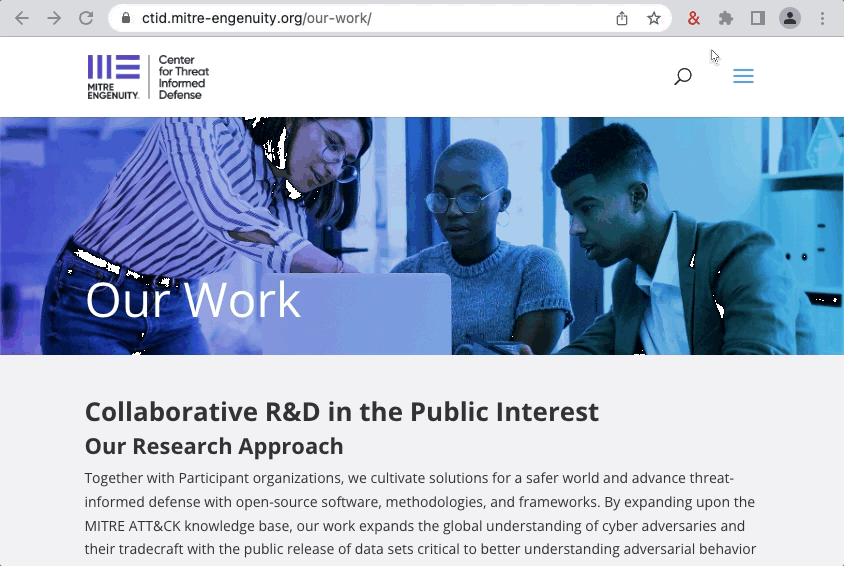 ctid.mitre-engenuity.org/our-work/
&
MITRE
ENGENUITY
Center
for Threat
Informed
Defense
Our Work
Collaborative R&D in the Public Interest
Our Research Approach
Together with Participant organizations, we cultivate solutions for a safer world and advance threat-
informed defense with open-source software, methodologies, and frameworks. By expanding upon the
MITRE ATT&CK knowledge base, our work expands the global understanding of cyber adversaries and
their tradecraft with the public release of data sets critical to better understanding adversarial behavior